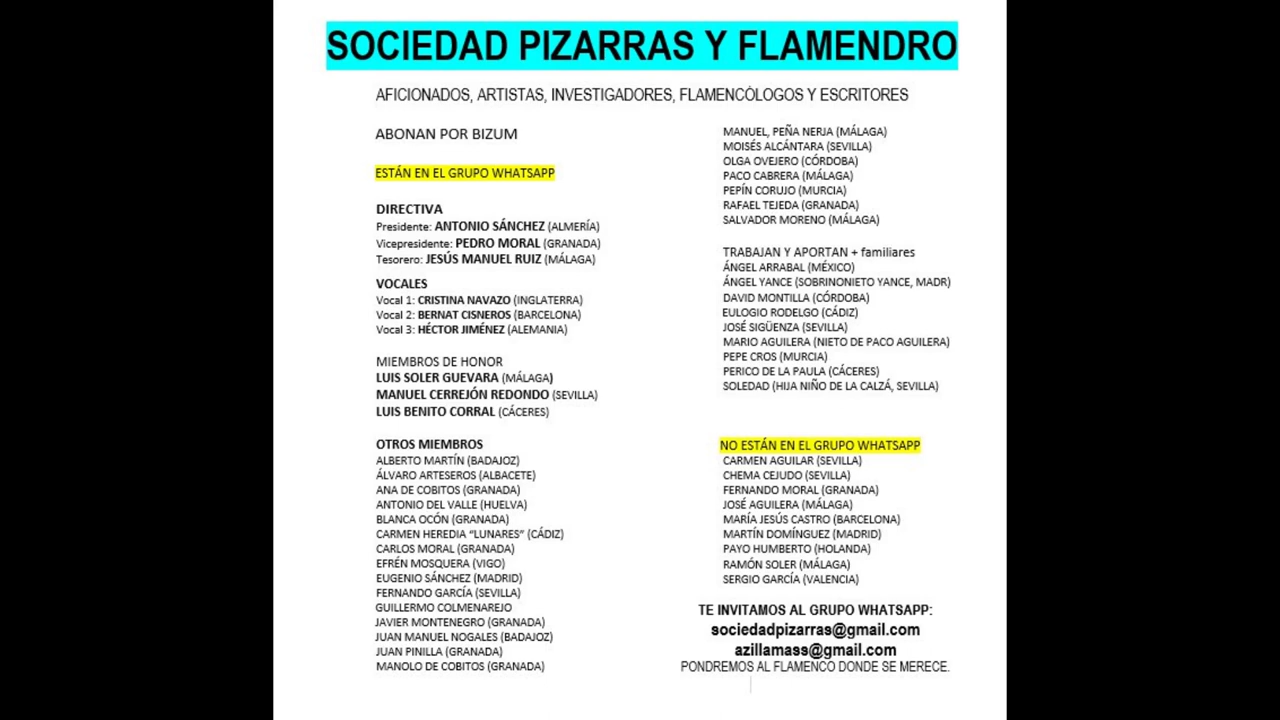 SOCIEDAD PIZARRAS Y FLAMENDRO
AFICIONADOS, ARTISTAS, INVESTIGADORES, FLAMENCÓLOGOS Y ESCRITORES
ABONAN POR BIZUM
ESTÁN EN EL GRUPO WHATSAPP
DIRECTIVA
Presidente: ANTONIO SÁNCHEZ (ALMERÍA)
Vicepresidente: PEDRO MORAL (GRANADA)
Tesorero: JESÚS MANUEL RUIZ (MÁLAGA)
VOCALES
Vocal 1: CRISTINA NAVAZO (INGLATERRA)
Vocal 2: BERNAT CISNEROS (BARCELONA)
Vocal 3: HÉCTOR JIMÉNEZ (ALEMANIA)
MIEMBROS DE HONOR
LUIS SOLER GUEVARA (MÁLAGA)
MANUEL CERREJÓN REDONDO (SEVILLA)
LUIS BENITO CORRAL (CÁCERES)
OTROS MIEMBROS
ALBERTO MARTÍN (BADAJOZ)
ÁLVARO ARTESEROS (ALBACETE)
ANA DE COBITOS (GRANADA)
ANTONIO DEL VALLE (HUELVA)
BLANCA OCÓN (GRANADA)
CARMEN HEREDIA “LUNARES” (CÁDIZ)
CARLOS MORAL (GRANADA)
EFRÉN MOSQUERA (VIGO)
EUGENIO SÁNCHEZ (MADRID)
FERNANDO GARCÍA (SEVILLA)
GUILLERMO COLMENAREJO
JAVIER MONTENEGRO (GRANADA)
JUAN MANUEL NOGALES (BADAJOZ)
JUAN PINILLA (GRANADA)
MANOLO DE COBITOS (GRANADA)
MANUEL, PEÑA NERJA (MÁLAGA)
MOISÉS ALCÁNTARA (SEVILLA)
OLGA OVEJERO (CÓRDOBA)
PACO CABRERA (MÁLAGA)
PEPÍN CORUJO (MURCIA)
RAFAEL TEJEDA (GRANADA)
SALVADOR MORENO (MÁLAGA)
TRABAJAN Y APORTAN + familiares
ÁNGEL ARRABAL (MÉXICO)
ÁNGEL YANCE (SOBRINONIETO YANCE, MADR)
DAVID MONTILLA (CÓRDOBA)
EULOGIO RODELGO (CÁDIZ)
JOSÉ SIGÜENZA (SEVILLA)
MARIO AGUILERA (NIETO DE PACO AGUILERA)
PEPE CROS (MURCIA)
PERICO DE LA PAULA (CÁCERES)
SOLEDAD (HIJA NIÑO DE LA CALZÁ, SEVILLA)
NO ESTÁN EN EL GRUPO WHATSAPP
CARMEN AGUILAR (SEVILLA)
CHEMA CEJUDO (SEVILLA)
FERNANDO MORAL (GRANADA)
JOSÉ AGUILERA (MÁLAGA)
MARÍA JESÚS CASTRO (BARCELONA)
MARTÍN DOMÍNGUEZ (MADRID)
PAYO HUMBERTO (HOLANDA)
RAMÓN SOLER (MÁLAGA)
SERGIO GARCÍA (VALENCIA)
TE INVITAMOS AL GRUPO WHATSAPP:
sociedadpizarras@gmail.com
azillamass@gmail.com
PONDREMOS AL FLAMENCO DONDE SE MERECE.